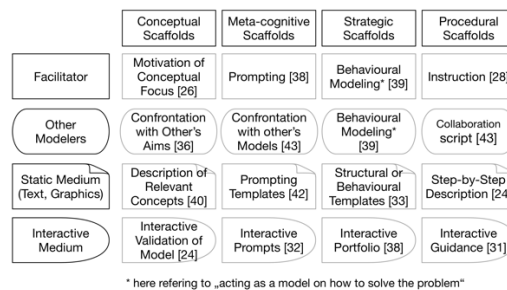 Conceptual Scaffolds
Meta-cognitive Scaffolds
Strategic Scaffolds
Procedural Scaffolds
Facilitator
Motivation of Conceptual Focus [26]
Prompting [38]
Behavioural Modeling* [39]
Instruction [28]
Other Modelers
Confrontation with Other's Aims [36]
Confrontation with other's Models [43]
Behavioural Modeling* [39]
Collaboration script [43]
Static Medium (Text, Graphics)
Description of Relevant Concepts [40]
Prompting Templates [42]
Structural or Behavioural Templates [33]
Step-by-Step Description [24]
Interactive Medium
Interactive Validation of Model [24]
Interactive Prompts [32]
Interactive Portfolio [38]
Interactive Guidance [31]
* here referring to „acting as a model on how to solve the problem“